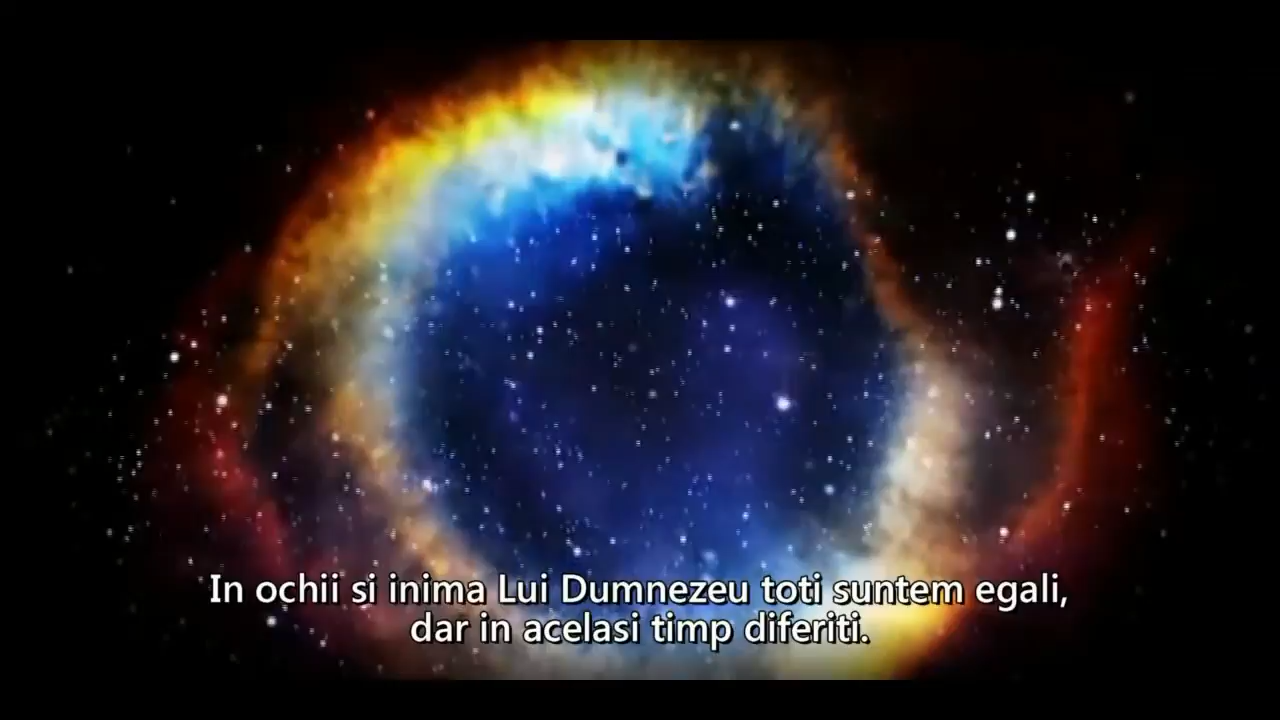 In ochii si inima Lui Dumnezeu toti suntem egali,
dar in acelasi timp diferiti.